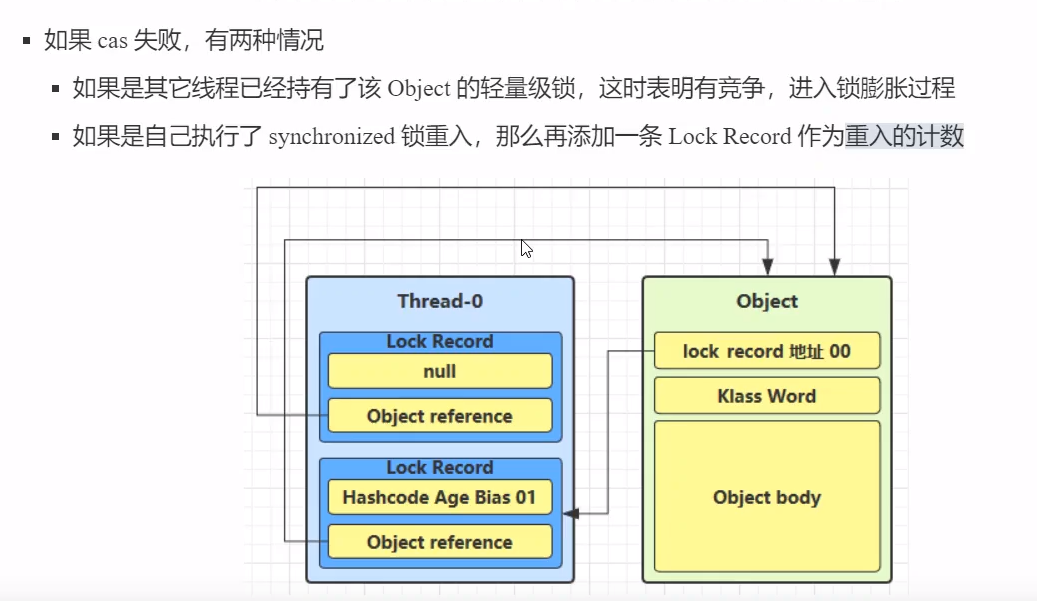 如果 cas 失败，有两种情况
如果是其它线程已经持有了该 Object 的轻量级锁，这时表明有竞争，进入锁膨胀过程
如果是自己执行了 synchronized 锁重入，那么再添加一条 Lock Record 作为重入的计数
Thread-0
Lock Record
null
Object reference
Lock Record
Hashcode Age Bias 01
Object reference
Object
lock record 地址 00
Klass Word
Object body